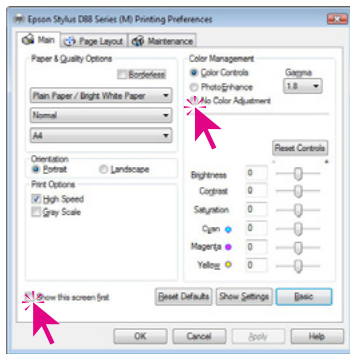 Epson Stylus D88 Series (M) Printing Preferences
Main Page Layout Maintenance
Paper & Quality Options
Borderless
Plain Paper / Bright White Paper
Normal
A4
Orientation
Portrait Landscape
Print Options
High Speed
Gray Scale
Color Management
Color Controls Gamma
PhotoEnhance 1.8
No Color Adjustment
Reset Controls
- +
Brightness 0
Contrast 0
Saturation 0
Cyan 0
Magenta 0
Yellow 0
Show this screen first
Reset Defaults Show Settings Basic
OK Cancel Apply Help